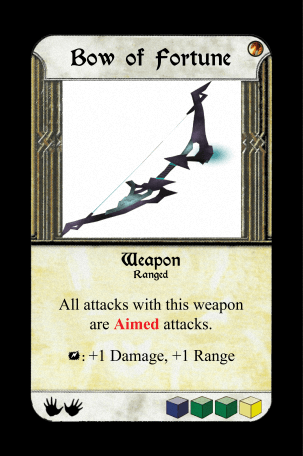 Bow of Fortune
Weapon
Ranged
All attacks with this weapon
are Aimed attacks.
: +1 Damage, +1 Range